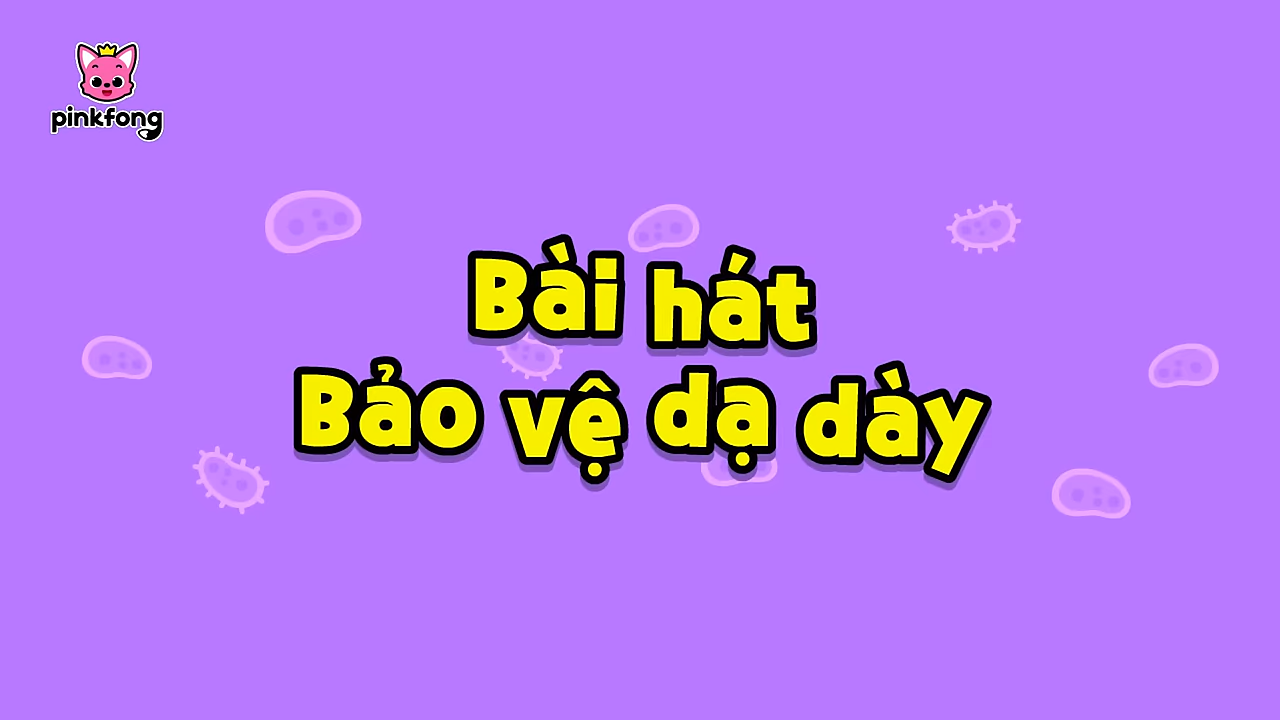 pinkfong
Bài hát
Bảo vệ dạ dày